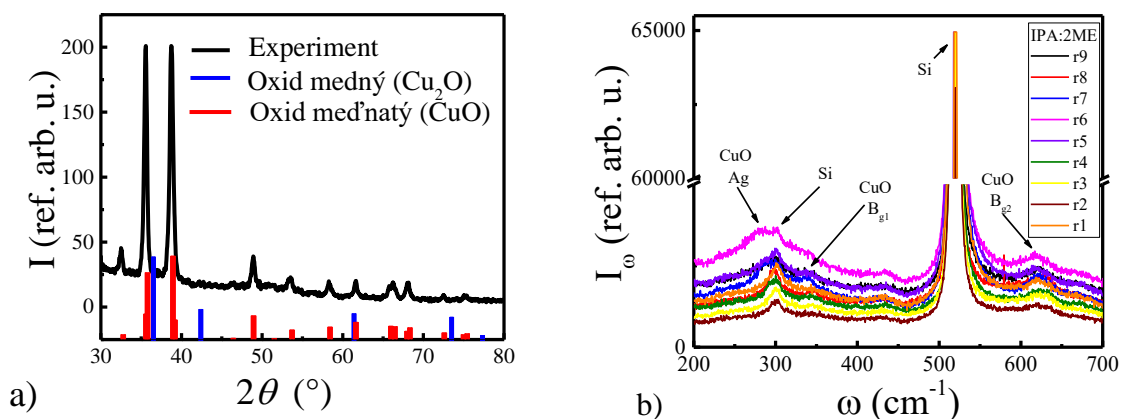 200
150
100
50
0
30 40 50 60 70 80
I (ref. arb. u.)
2θ (°)
Experiment
Oxid medný (Cu2O)
Oxid meďnatý (CuO)
a)
65000
60000
200 300 400 500 600 700
Iω (ref. arb. u.)
ω (cm-1)
Si
CuO
Ag
Si
CuO
Bg1
CuO
Bg2
IPA:2ME
r9
r8
r7
r6
r5
r4
r3
r2
r1
b)